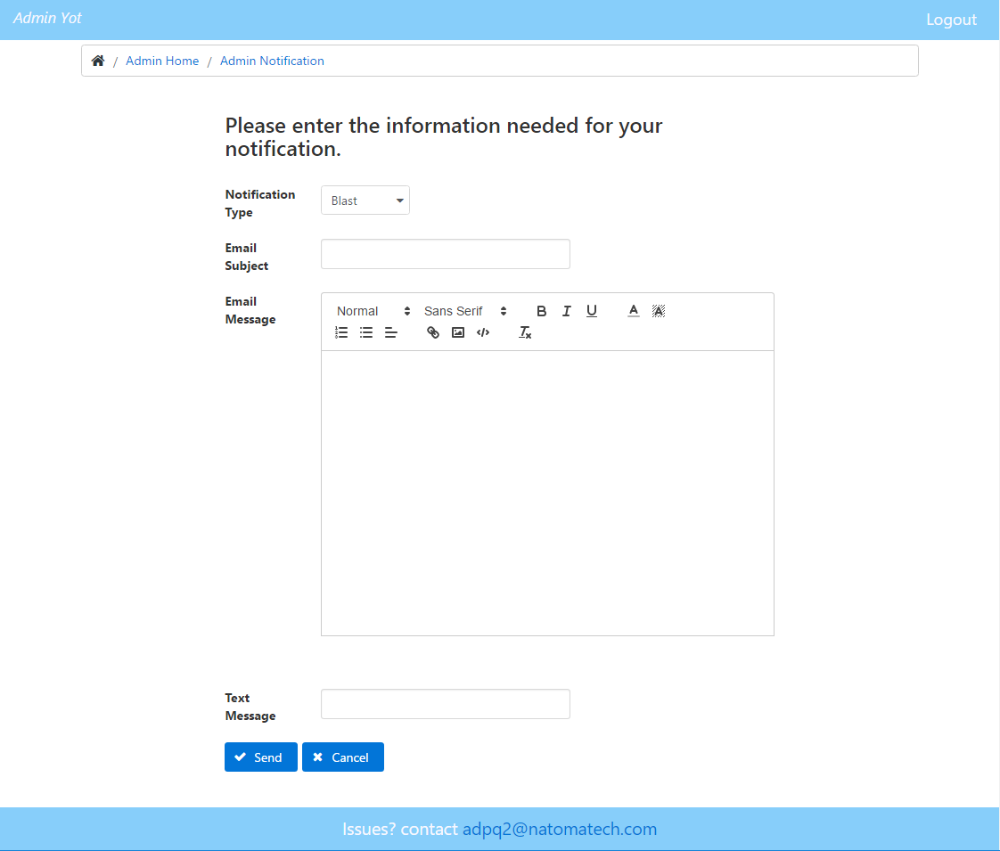 Admin Yot
Logout
/ Admin Home / Admin Notification
Please enter the information needed for your
notification.
Notification
Type
Blast
Email
Subject
Email
Message
Normal Sans Serif B I U A A
Text
Message
Send Cancel
Issues? contact adpq2@natomatech.com